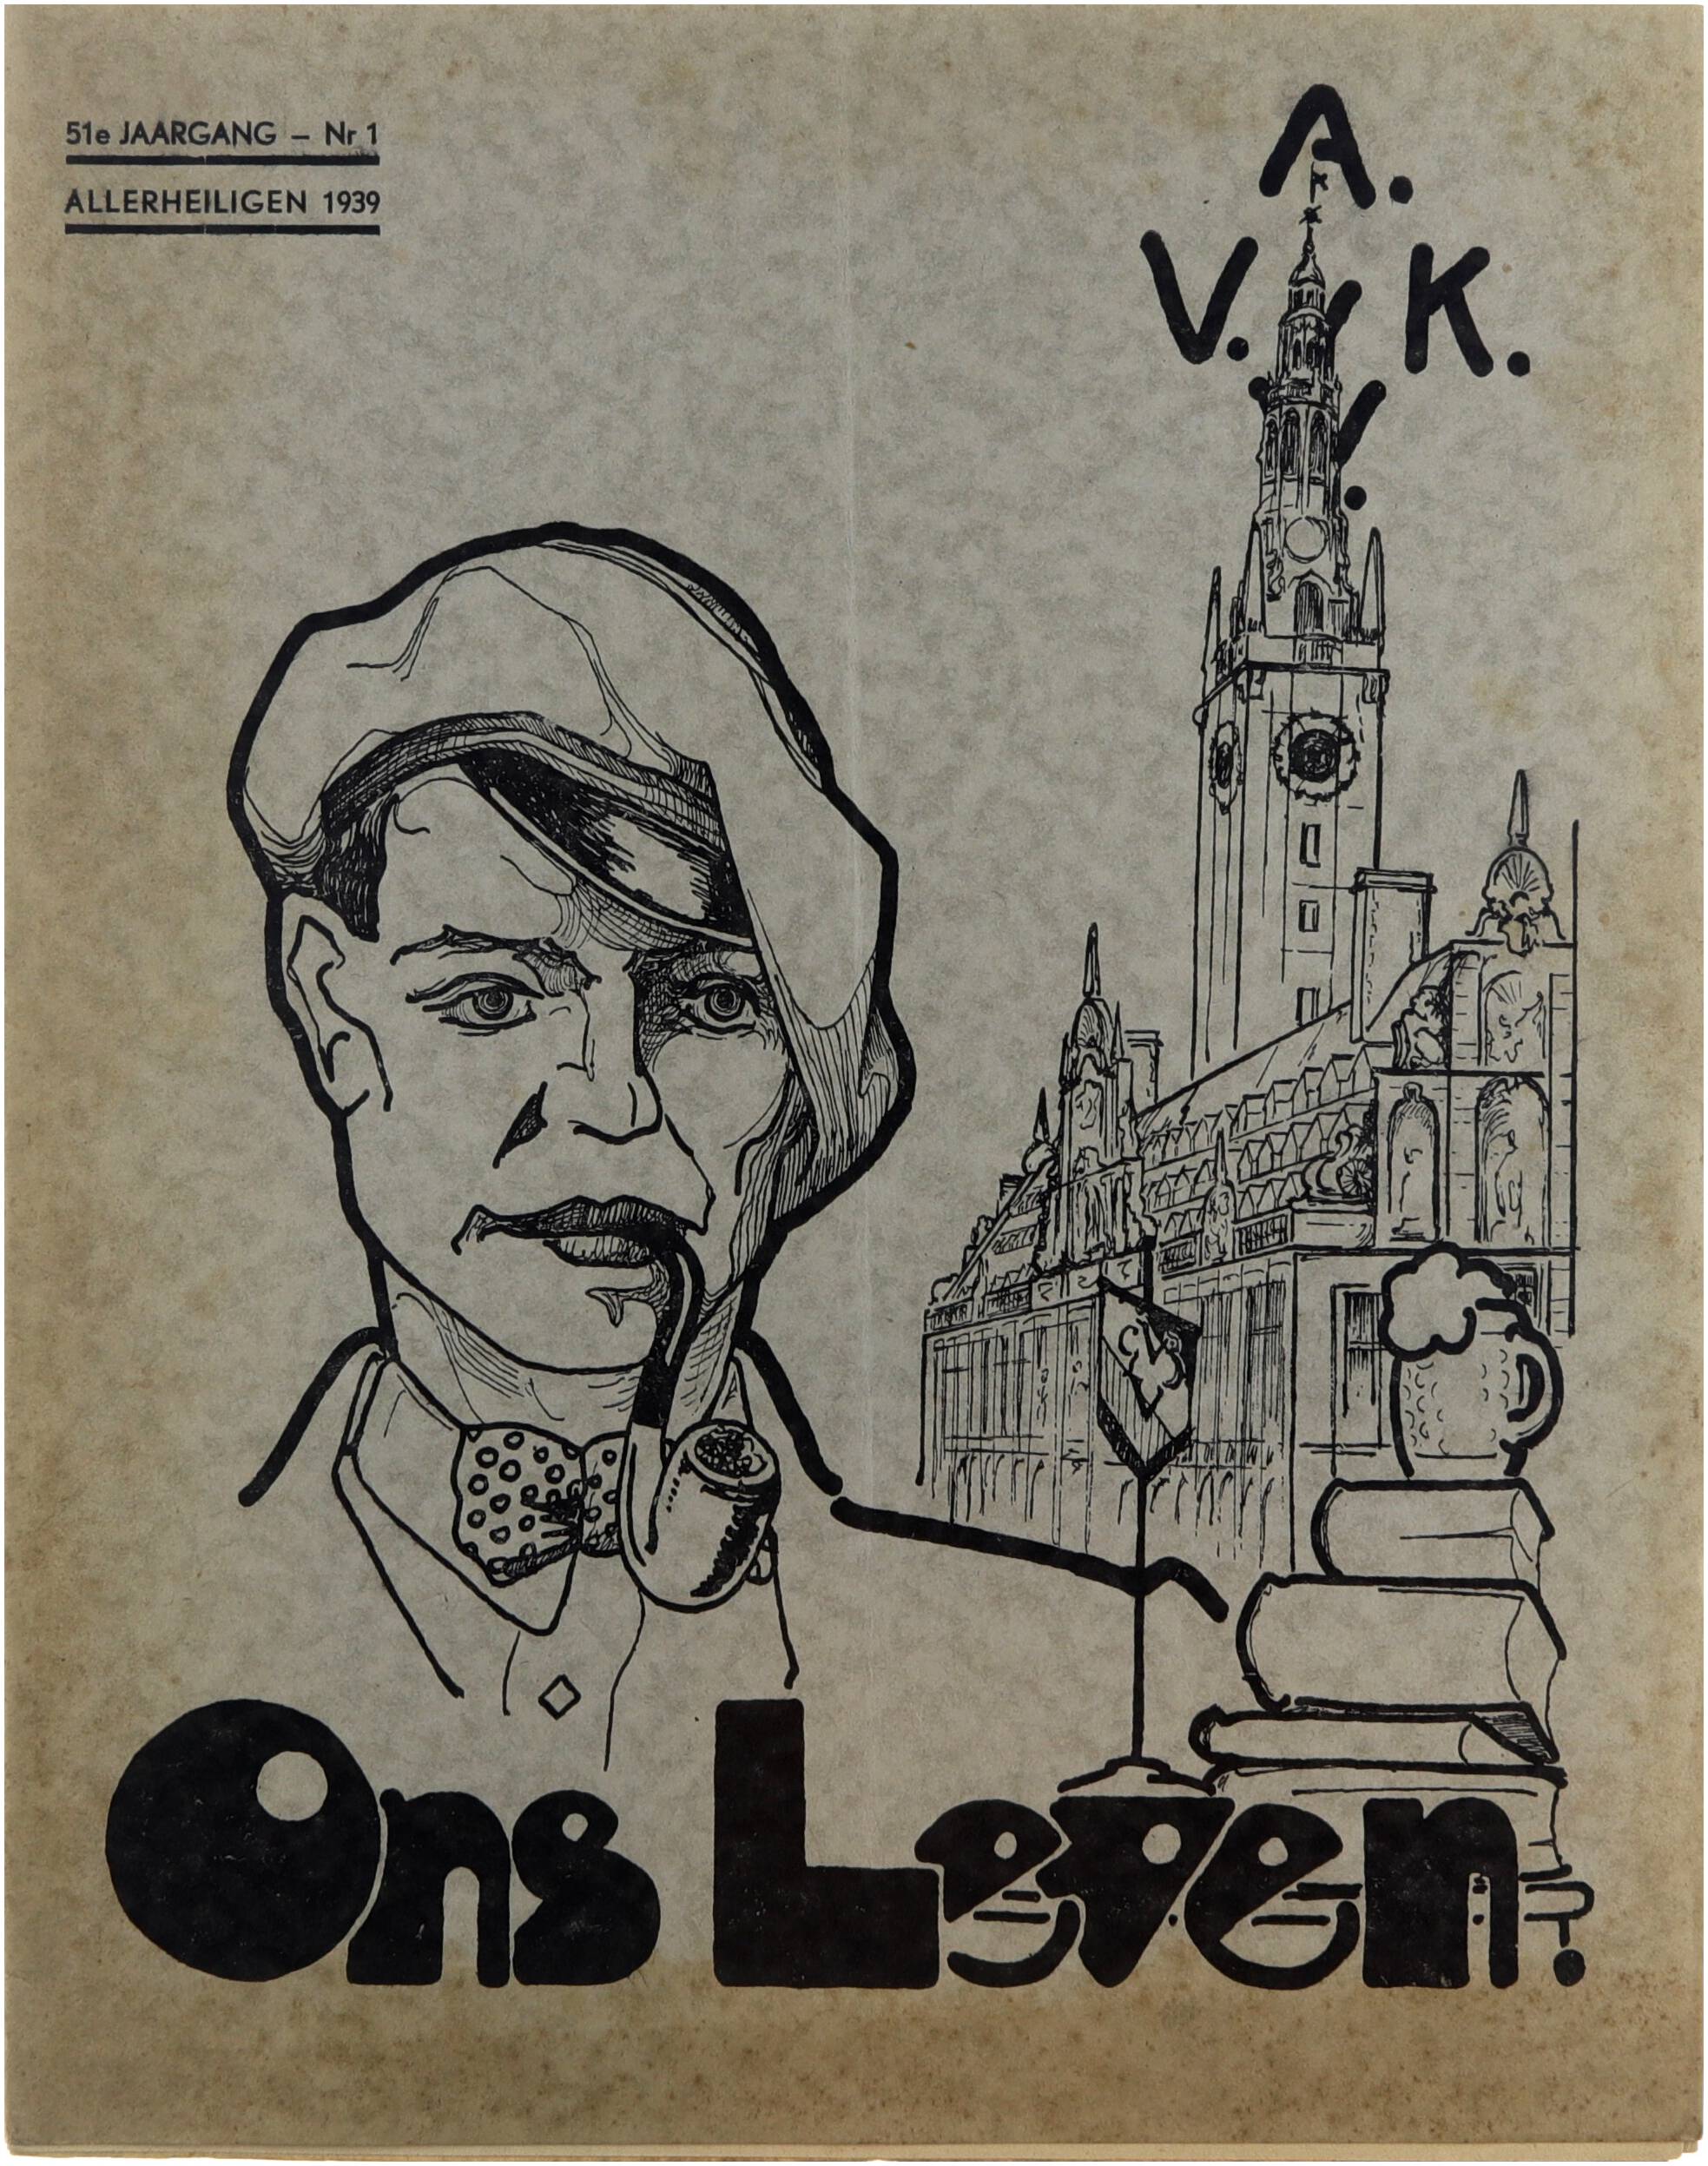 51e JAARGANG – Nr 1
ALLERHEILIGEN 1939
A.
V. V. K.
V.
Ons Leven?